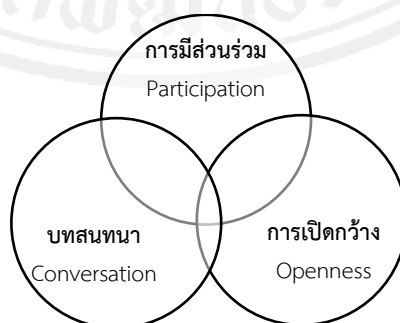 การมีส่วนร่วม
Participation
บทสนทนา
Conversation
การเปิดกว้าง
Openness